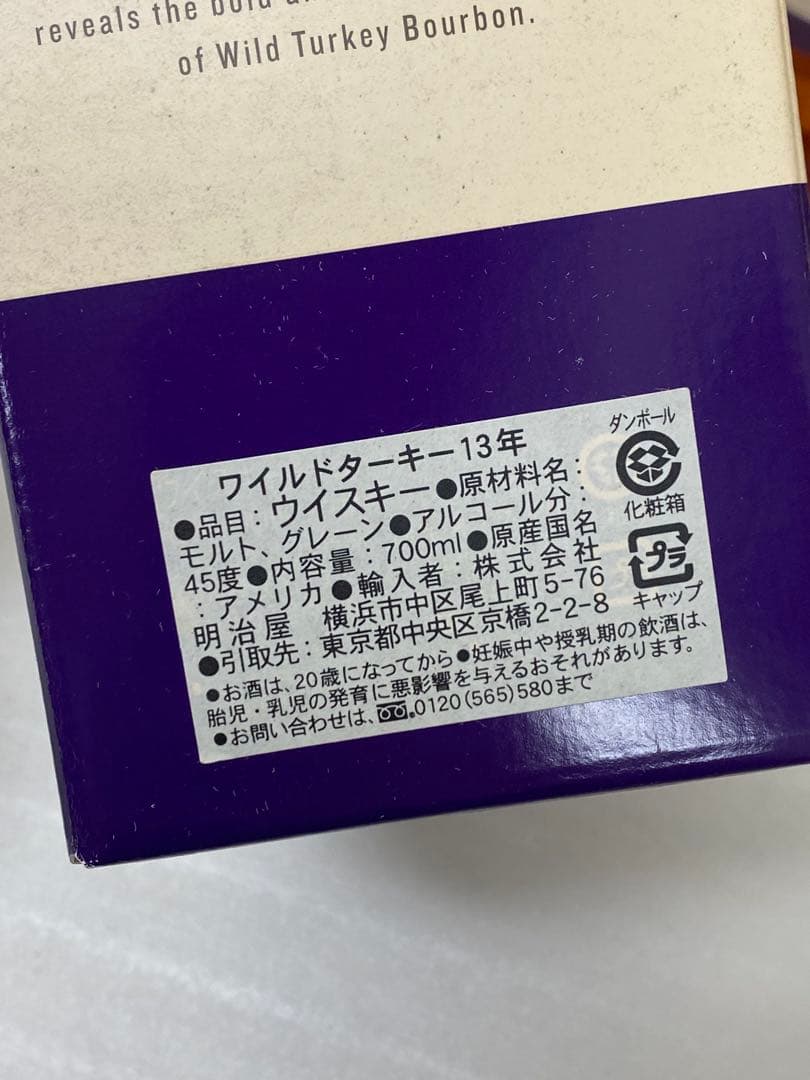 reveals the bold
of Wild Turkey Bourbon.
ワイルドターキー13年
●品目：ウイスキー●原材料名：
モルト、グレーン●アルコール分：
45度●内容量：700ml●原産国名
：アメリカ●輸入者：株式会社
明治屋 横浜市中区尾上町5-76
●引取先：東京都中央区京橋2-2-8
●お酒は、20歳になってから●妊娠中や授乳期の飲酒は、
胎児・乳児の発育に悪影響を与えるおそれがあります。
●お問い合わせは、0120(565)580まで
ダンボール
化粧箱
プラ
キャップ